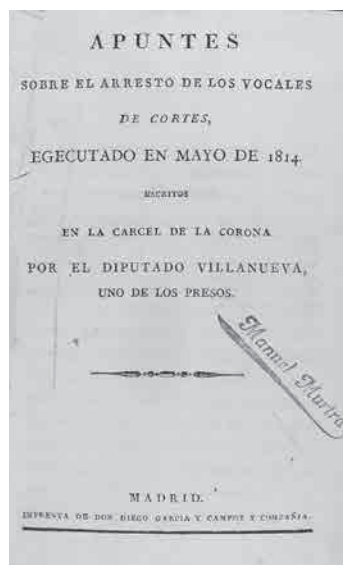 APUNTES
SOBRE EL ARRESTO DE LOS VOCALES
DE CORTES,
EGECUTADO EN MAYO DE 1814.
ESCRITOS
EN LA CARCEL DE LA CORONA
POR EL DIPUTADO VILLANUEVA,
UNO DE LOS PRESOS.
Manuel Murtra
MADRID.
IMPRENTA DE DON DIEGO GARCIA Y CAMPOY Y COMPAÑIA.